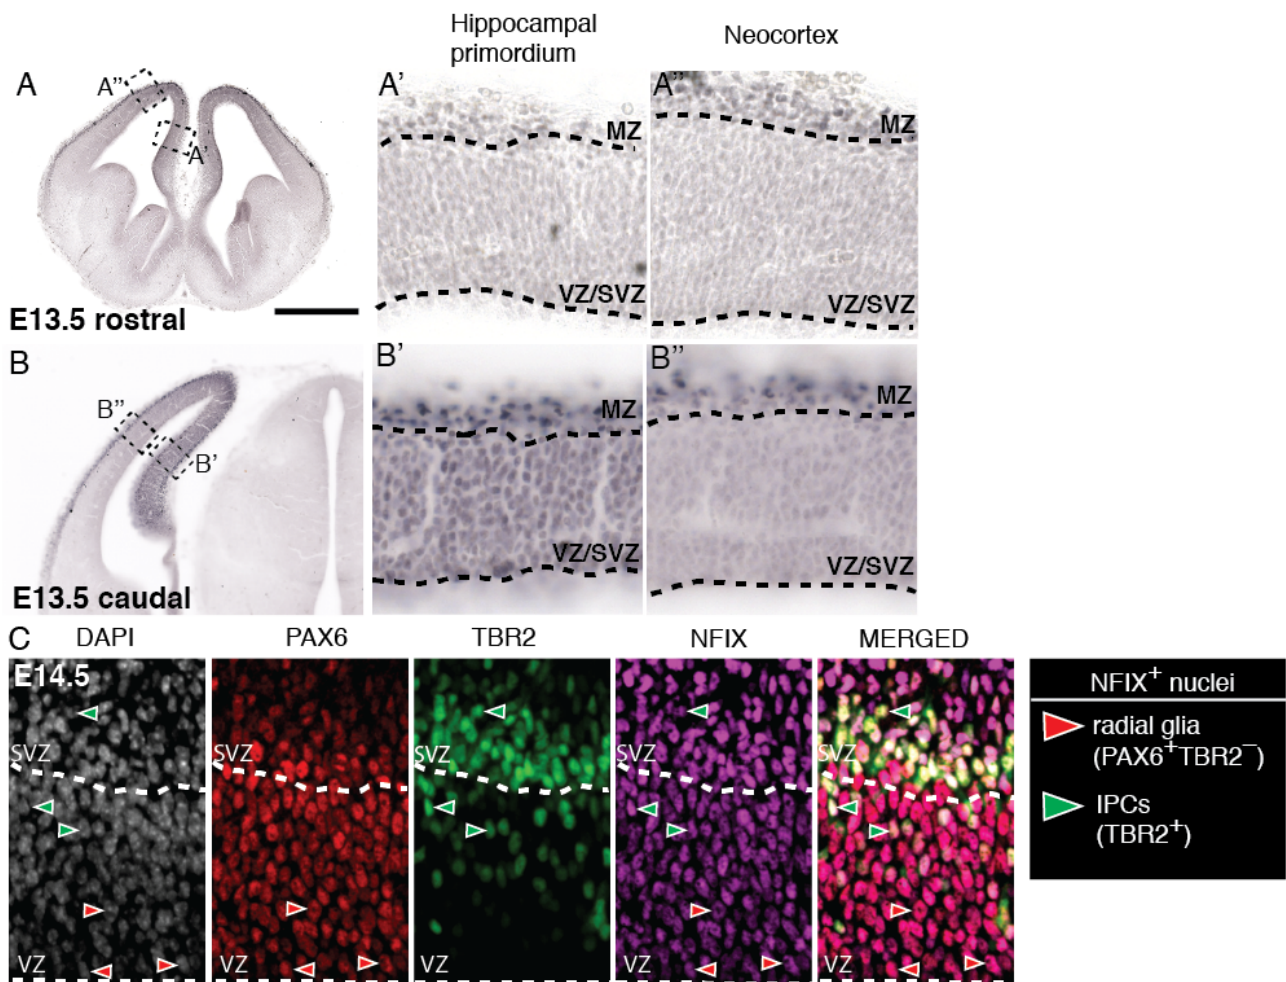 Hippocampal
primordium
Neocortex
A
A''
A'
E13.5 rostral
A'
MZ
VZ/SVZ
A''
MZ
VZ/SVZ
B
B''
B'
E13.5 caudal
B'
MZ
VZ/SVZ
B''
MZ
VZ/SVZ
C
DAPI
PAX6
TBR2
NFIX
MERGED
E14.5
SVZ
SVZ
SVZ
SVZ
SVZ
VZ
VZ
VZ
VZ
VZ
NFIX⁺ nuclei
radial glia
(PAX6⁺TBR2⁻)
IPCs
(TBR2⁺)